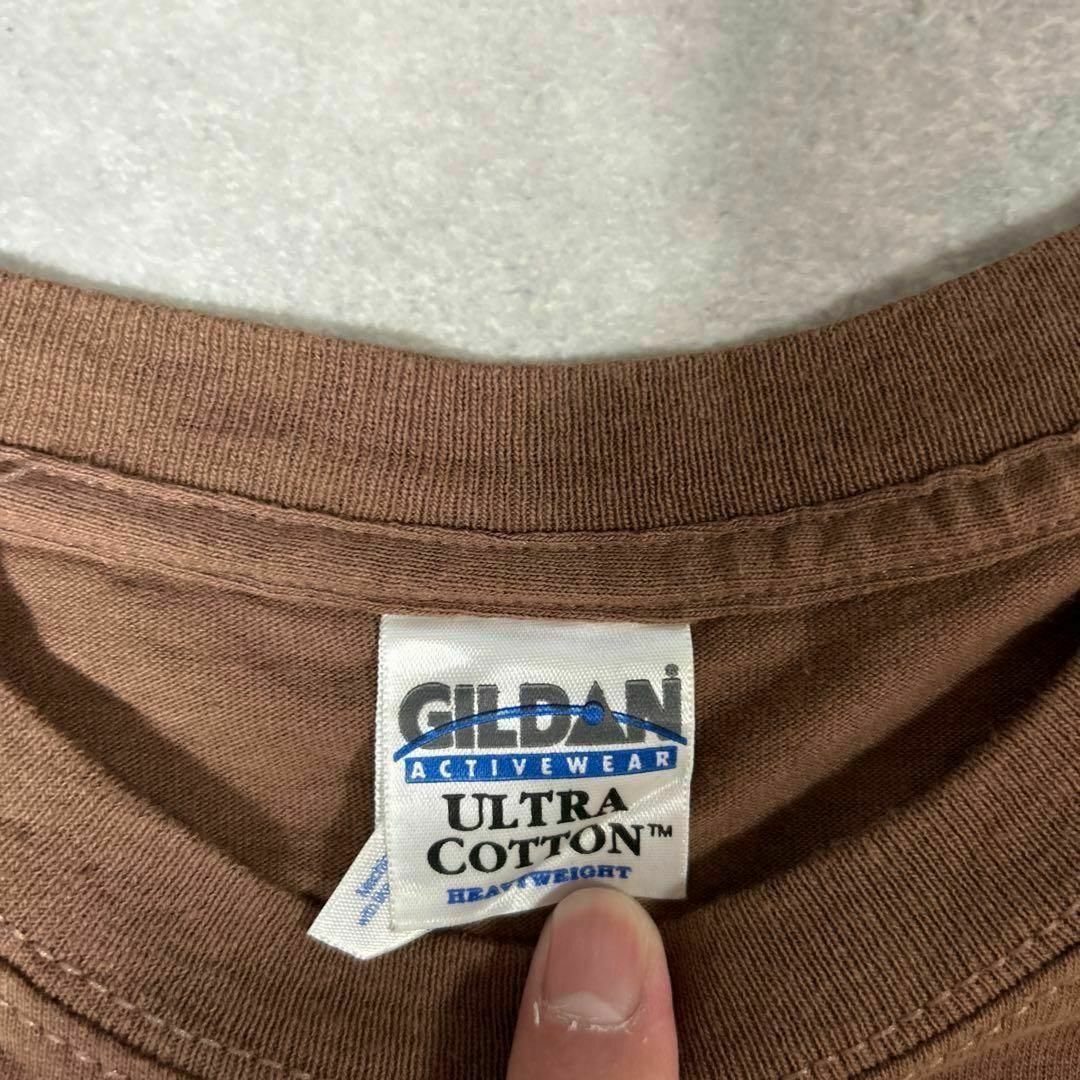 GILDAN®
ACTIVEWEAR
ULTRA
COTTON™
HEAVYWEIGHT